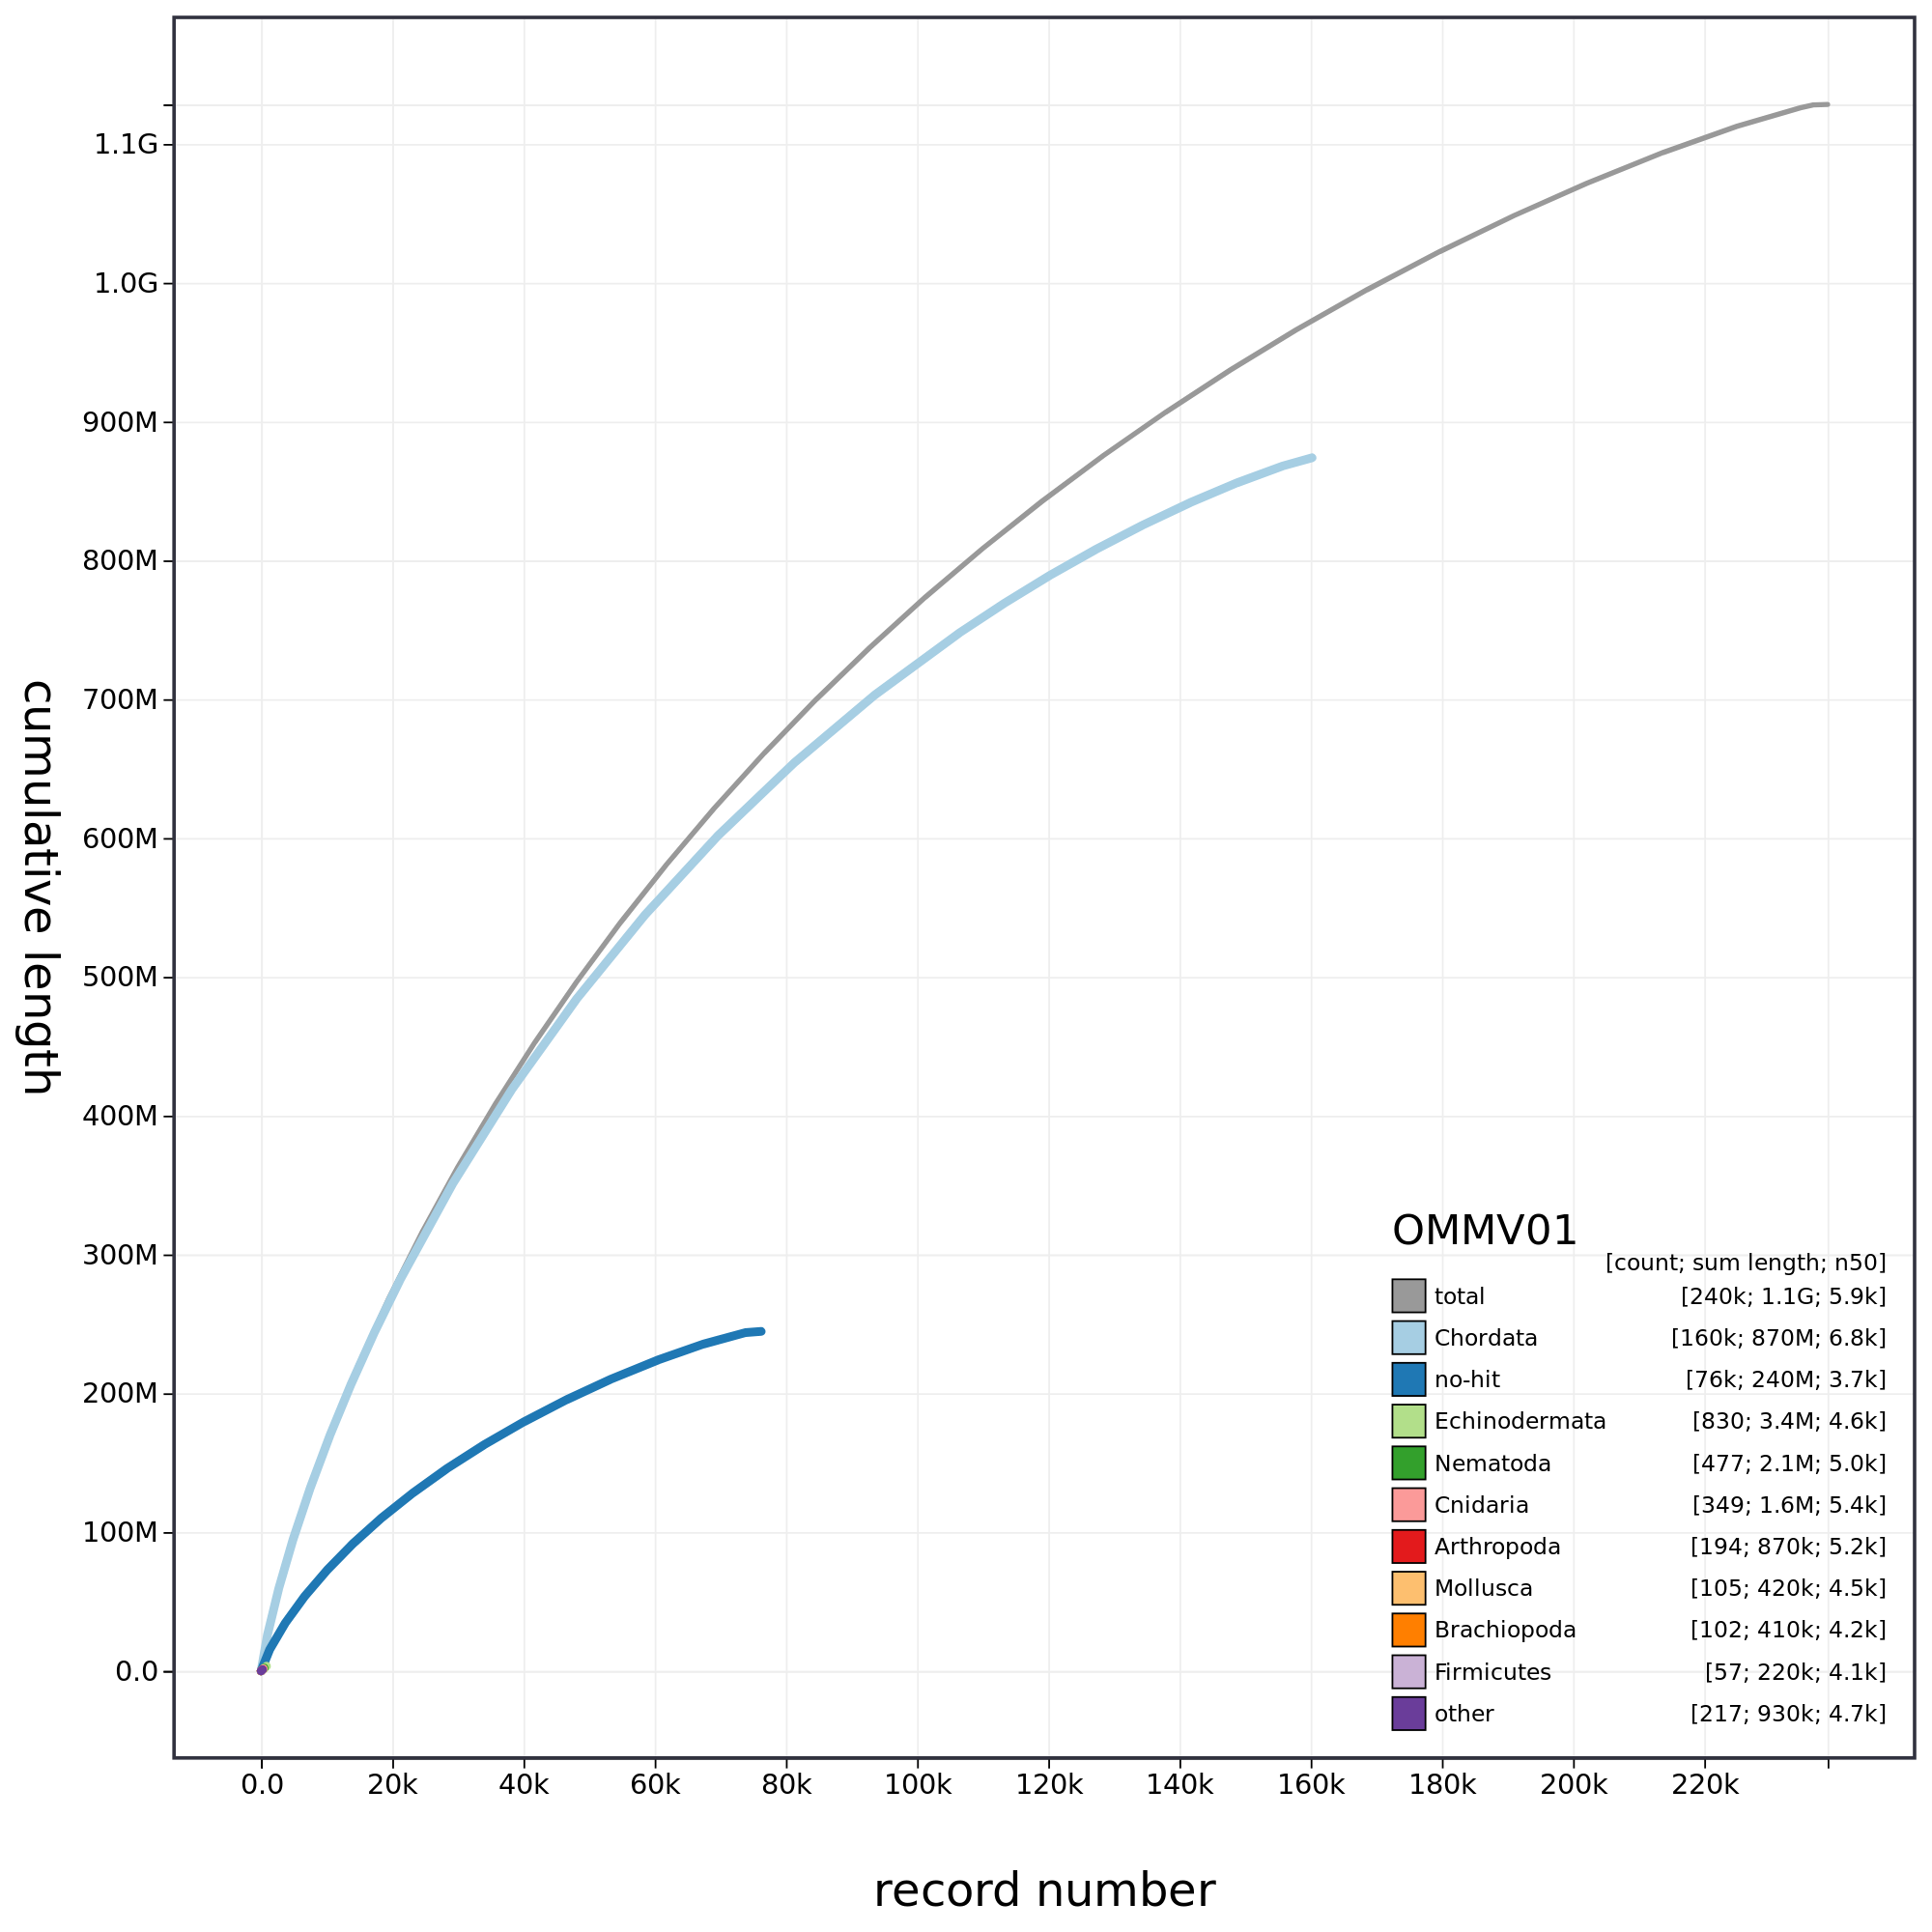 1.1G
1.0G
900M
800M
700M
600M
500M
400M
300M
200M
100M
0.0
cumulative length
OMMV01
[count; sum length; n50]
total [240k; 1.1G; 5.9k]
Chordata [160k; 870M; 6.8k]
no-hit [76k; 240M; 3.7k]
Echinodermata [830; 3.4M; 4.6k]
Nematoda [477; 2.1M; 5.0k]
Cnidaria [349; 1.6M; 5.4k]
Arthropoda [194; 870k; 5.2k]
Mollusca [105; 420k; 4.5k]
Brachiopoda [102; 410k; 4.2k]
Firmicutes [57; 220k; 4.1k]
other [217; 930k; 4.7k]
0.0 20k 40k 60k 80k 100k 120k 140k 160k 180k 200k 220k
record number